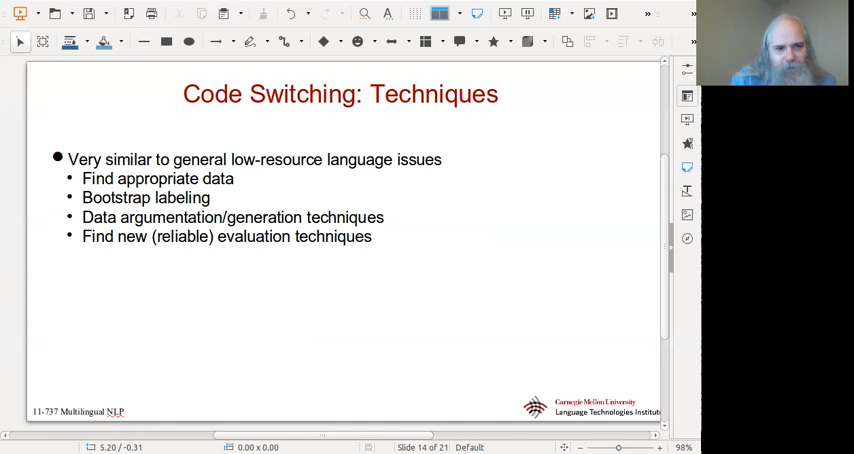 Code Switching: Techniques
Very similar to general low-resource language issues
Find appropriate data
Bootstrap labeling
Data argumentation/generation techniques
Find new (reliable) evaluation techniques
11-737 Multilingual NLP
Carnegie Mellon University
Language Technologies Institute
5.20 / -0.31
0.00 x 0.00
Slide 14 of 21
Default
98%